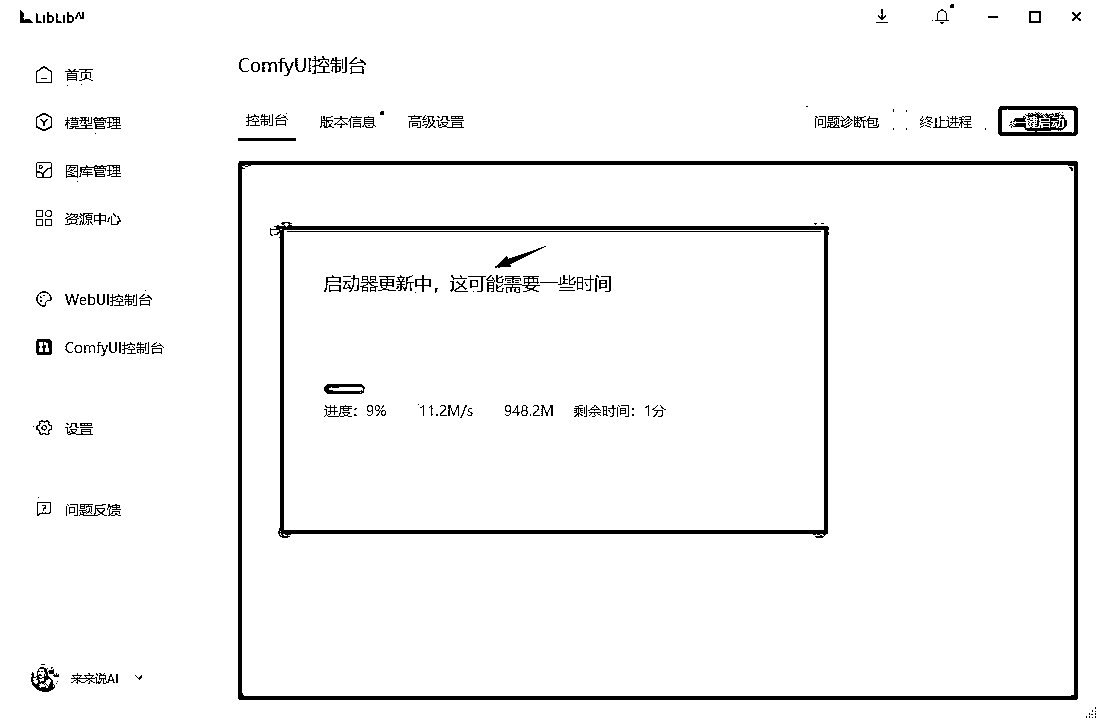 LIBLIBAI
首页
模型管理
图库管理
资源中心
WebUI控制台
ComfyUI控制台
设置
问题反馈
来来说AI
ComfyUI控制台
控制台 版本信息 高级设置 问题诊断包 终止进程 一键启动
启动器更新中，这可能需要一些时间
进度：9% 11.2M/s 948.2M 剩余时间：1分